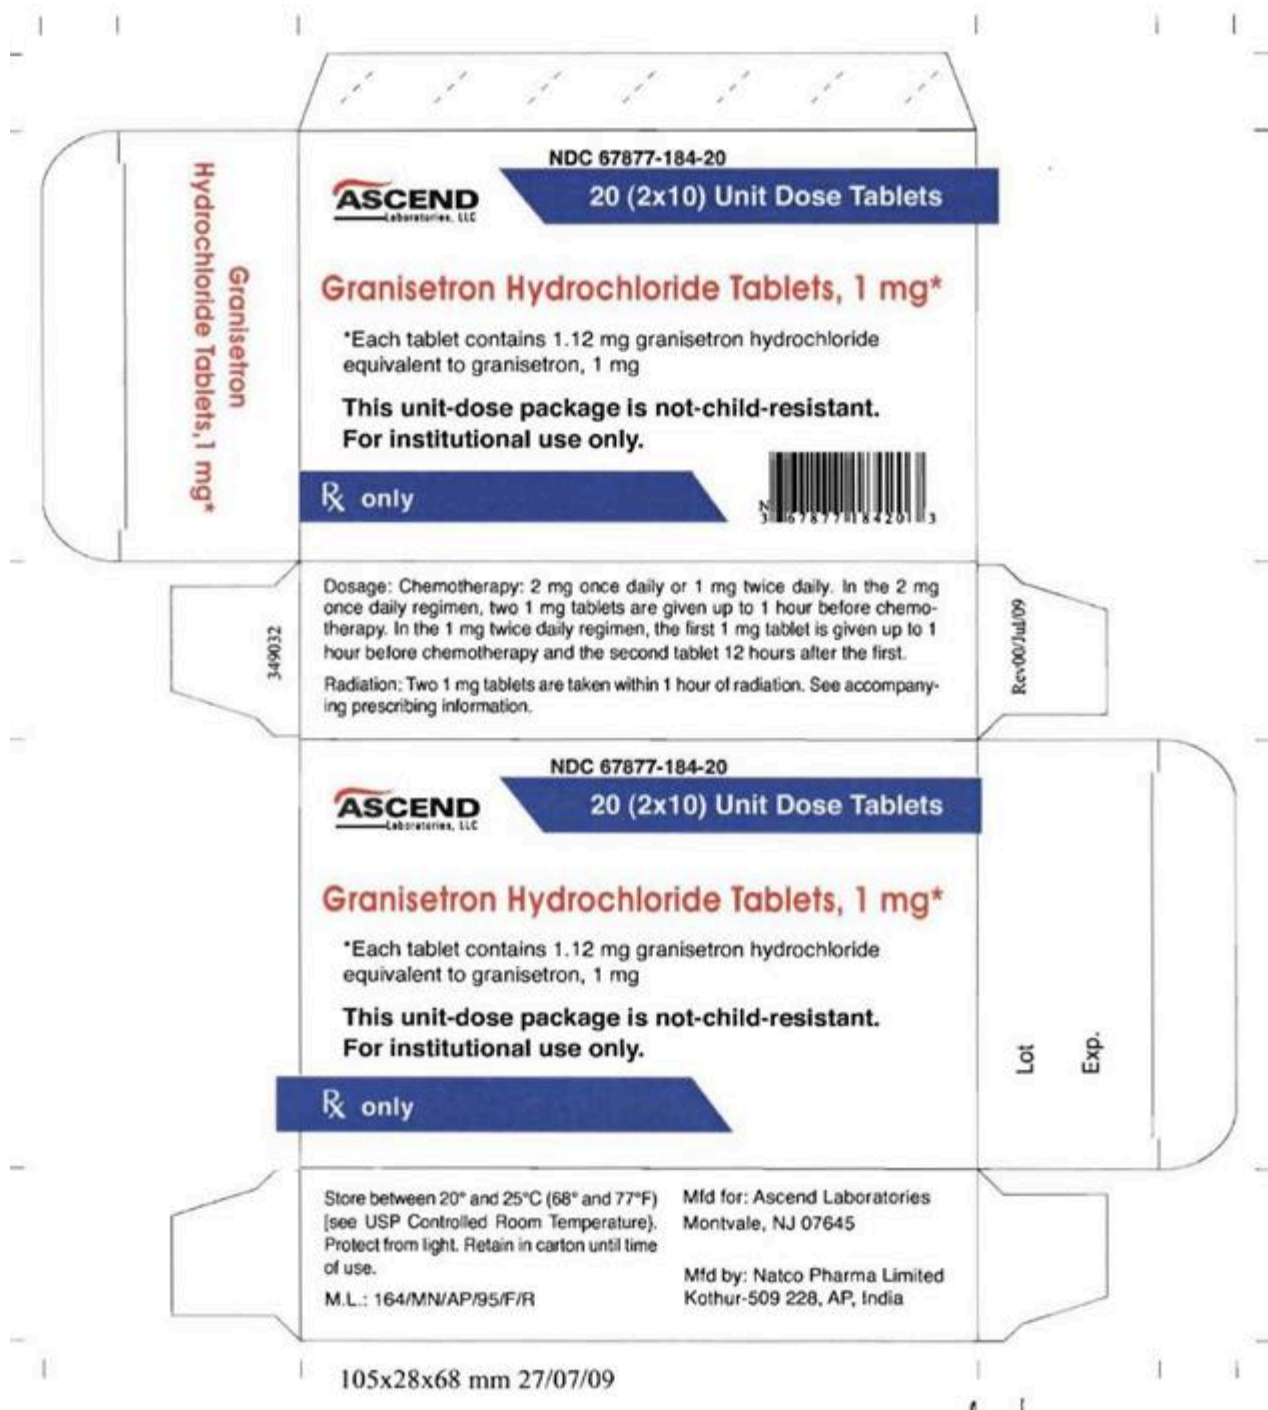 NDC 67877-184-20
ASCEND
Laboratories, LLC
20 (2x10) Unit Dose Tablets
Granisetron Hydrochloride Tablets, 1 mg*
*Each tablet contains 1.12 mg granisetron hydrochloride
equivalent to granisetron, 1 mg
This unit-dose package is not-child-resistant.
For institutional use only.
℞ only
N
3 67877 18420 3
Granisetron
Hydrochloride Tablets,1 mg*
Dosage: Chemotherapy: 2 mg once daily or 1 mg twice daily. In the 2 mg
once daily regimen, two 1 mg tablets are given up to 1 hour before chemo-
therapy. In the 1 mg twice daily regimen, the first 1 mg tablet is given up to 1
hour before chemotherapy and the second tablet 12 hours after the first.
Radiation: Two 1 mg tablets are taken within 1 hour of radiation. See accompany-
ing prescribing information.
349032
Rev00/Jul/09
NDC 67877-184-20
ASCEND
Laboratories, LLC
20 (2x10) Unit Dose Tablets
Granisetron Hydrochloride Tablets, 1 mg*
*Each tablet contains 1.12 mg granisetron hydrochloride
equivalent to granisetron, 1 mg
This unit-dose package is not-child-resistant.
For institutional use only.
℞ only
Lot
Exp.
Store between 20° and 25°C (68° and 77°F)
[see USP Controlled Room Temperature}.
Protect from light. Retain in carton until time
of use.
M.L.: 164/MN/AP/95/F/R
Mfd for: Ascend Laboratories
Montvale, NJ 07645
Mfd by: Natco Pharma Limited
Kothur-509 228, AP, India
105x28x68 mm 27/07/09